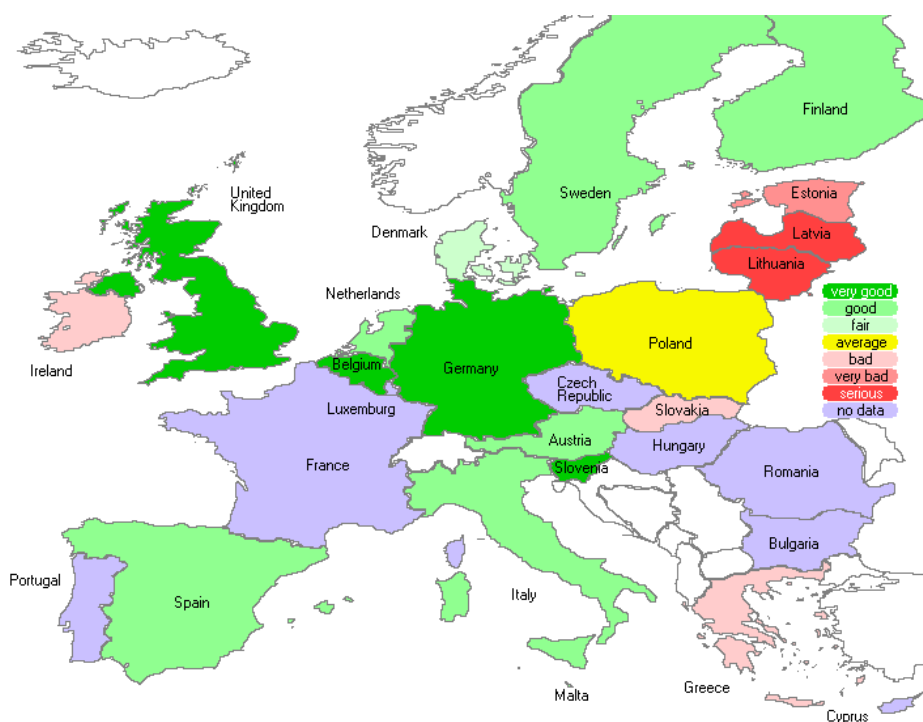 Finland
United
Kingdom
Sweden
Estonia
Denmark
Latvia
Lithuania
Netherlands
very good
good
fair
average
bad
very bad
serious
no data
Ireland
Belgium
Germany
Poland
Czech
Republic
Luxemburg
Slovakia
Austria
Hungary
France
Slovenia
Romania
Bulgaria
Portugal
Spain
Italy
Malta
Greece
Cyprus